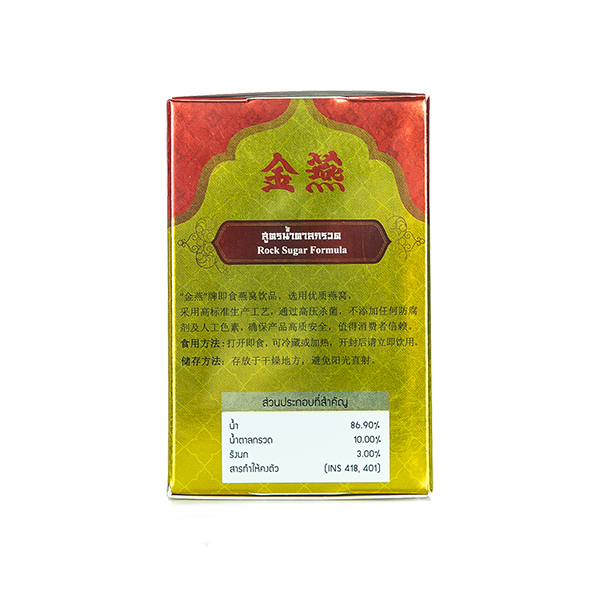 金燕
สูตรน้ำตาลกรวด
Rock Sugar Formula
"金燕"牌即食燕窝饮品，选用优质燕窝，
采用高标准生产工艺，通过高压杀菌，不添加任何防腐
剂及人工色素，确保产品高质安全，值得消费者信赖。
食用方法：打开即食，可冷藏或加热，开封后请立即饮用。
储存方法：存放于干燥地方，避免阳光直射。
ส่วนประกอบที่สำคัญ
น้ำ 86.90%
น้ำตาลกรวด 10.00%
รังนก 3.00%
สารทำให้คงตัว (INS 418, 401)